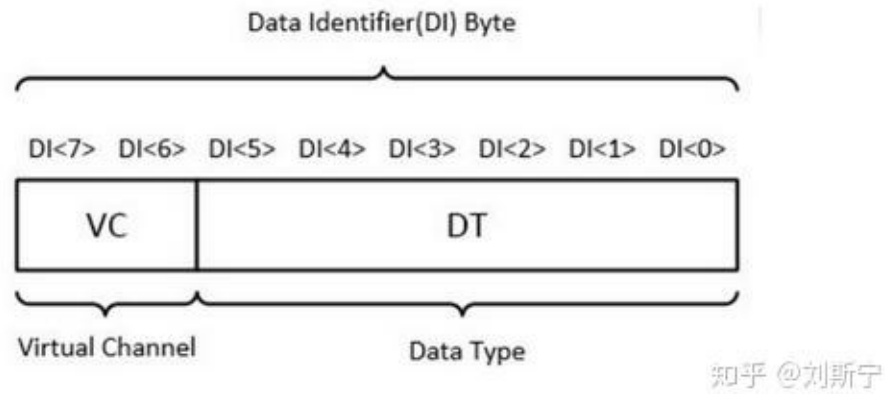 Data Identifier(DI) Byte
DI<7> DI<6> DI<5> DI<4> DI<3> DI<2> DI<1> DI<0>
VC DT
Virtual Channel Data Type
知乎 @刘斯宁